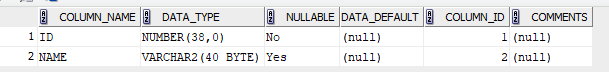 COLUMN_NAME DATA_TYPE NULLABLE DATA_DEFAULT COLUMN_ID COMMENTS
1 ID NUMBER(38,0) No (null) 1 (null)
2 NAME VARCHAR2(40 BYTE) Yes (null) 2 (null)